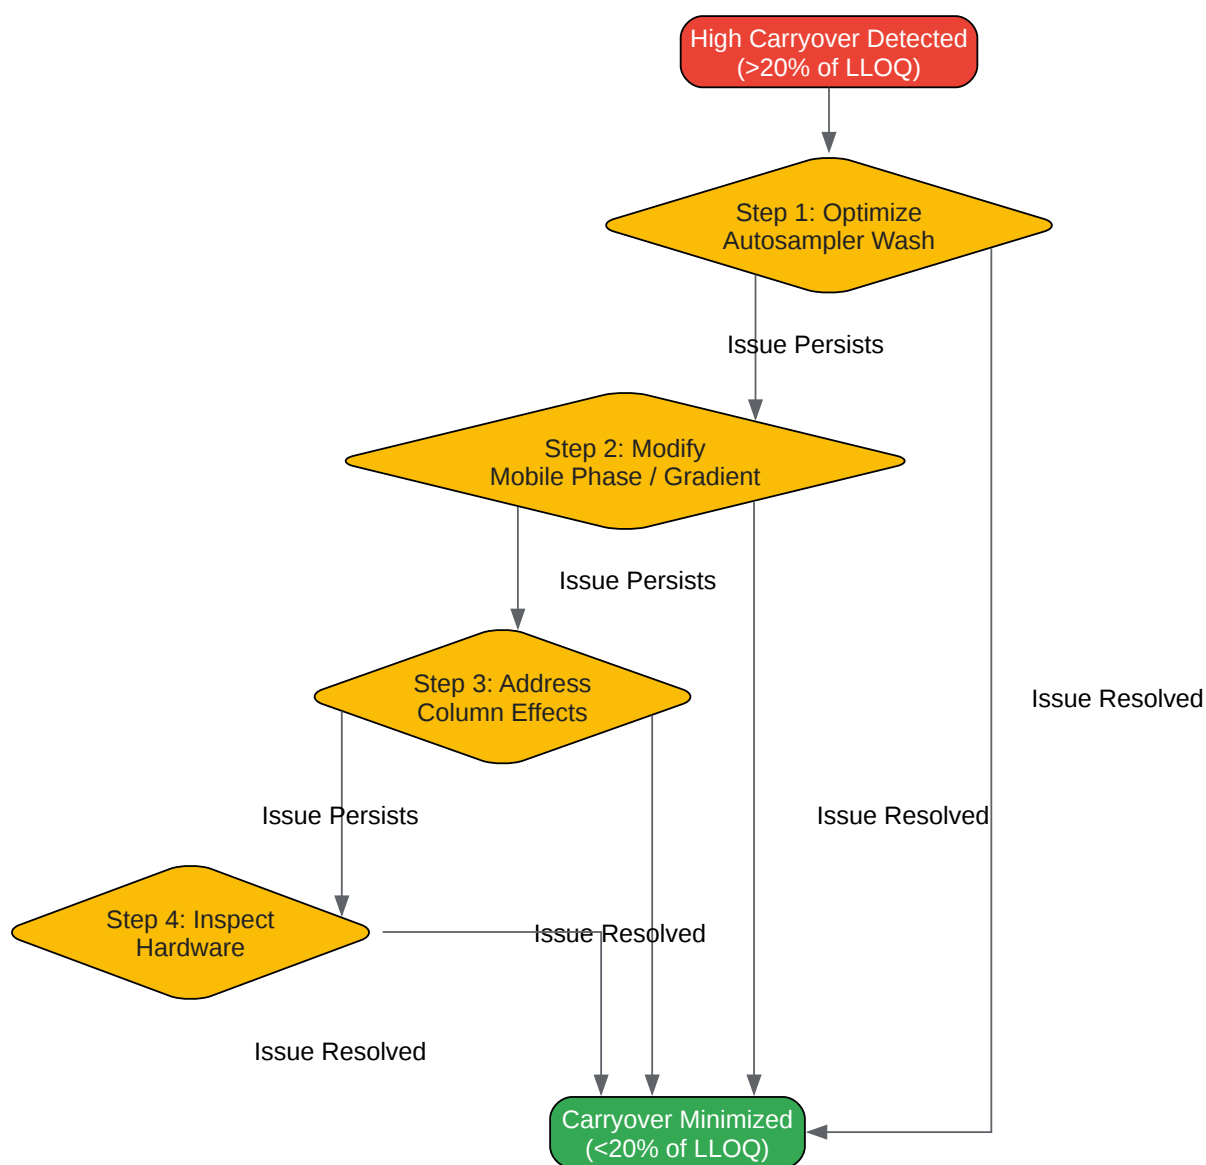 High Carryover Detected
(>20% of LLOQ)
Step 1: Optimize
Autosampler Wash
Issue Persists
Step 2: Modify
Mobile Phase / Gradient
Issue Persists
Step 3: Address
Column Effects
Issue Resolved
Issue Persists
Issue Resolved
Step 4: Inspect
Hardware
Issue Resolved
Issue Resolved
Carryover Minimized
(<20% of LLOQ)